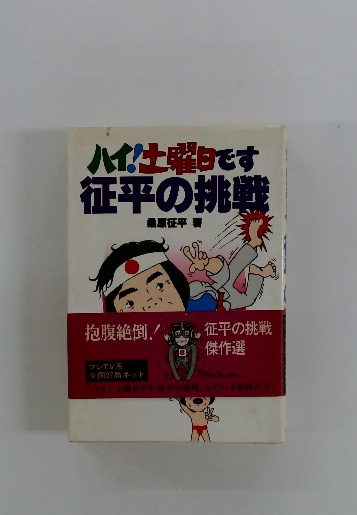 ハイ!土曜日です
征平の挑戦
桑原征平 著
抱腹絶倒!
征平の挑戦
傑作選
フジTV系
全国27局ネット